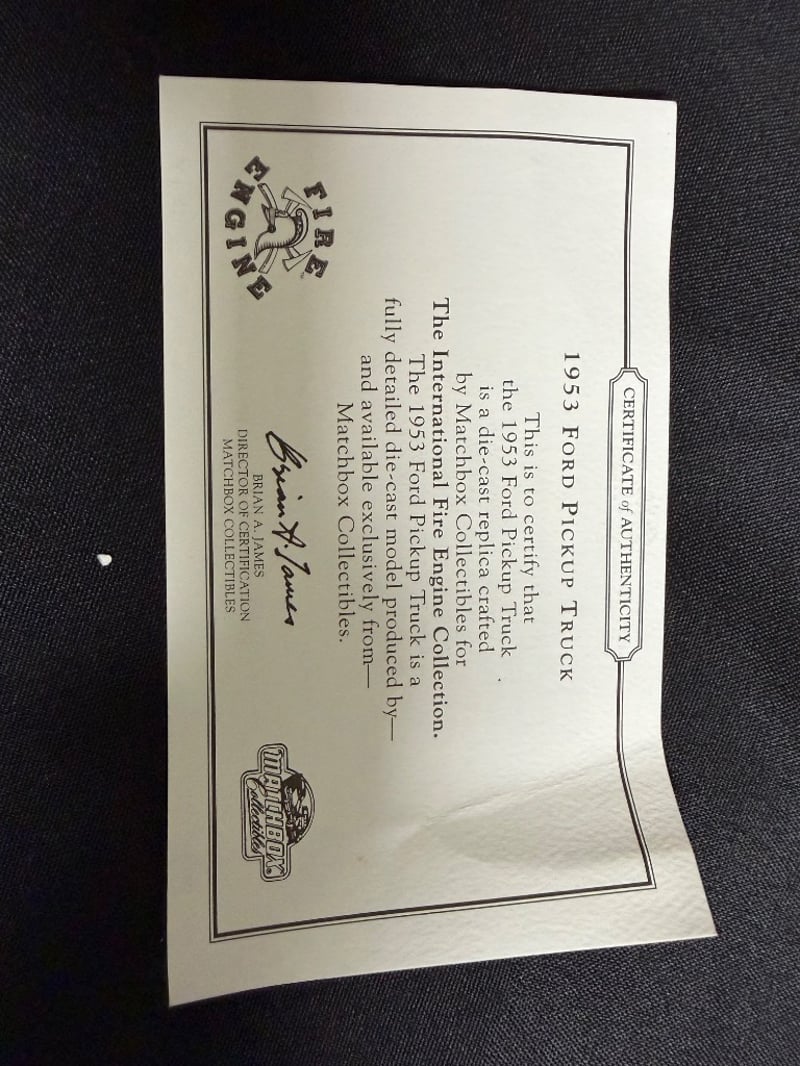 CERTIFICATE of AUTHENTICITY
1953 FORD PICKUP TRUCK
This is to certify that
the 1953 Ford Pickup Truck
is a die-cast replica crafted
by Matchbox Collectibles for
The International Fire Engine Collection.
The 1953 Ford Pickup Truck is a
fully detailed die-cast model produced by—
and available exclusively from—
Matchbox Collectibles.
FIRE
ENGINE
™
Brian A. James
BRIAN A. JAMES
DIRECTOR OF CERTIFICATION
MATCHBOX COLLECTIBLES
MATCHBOX®
Collectibles